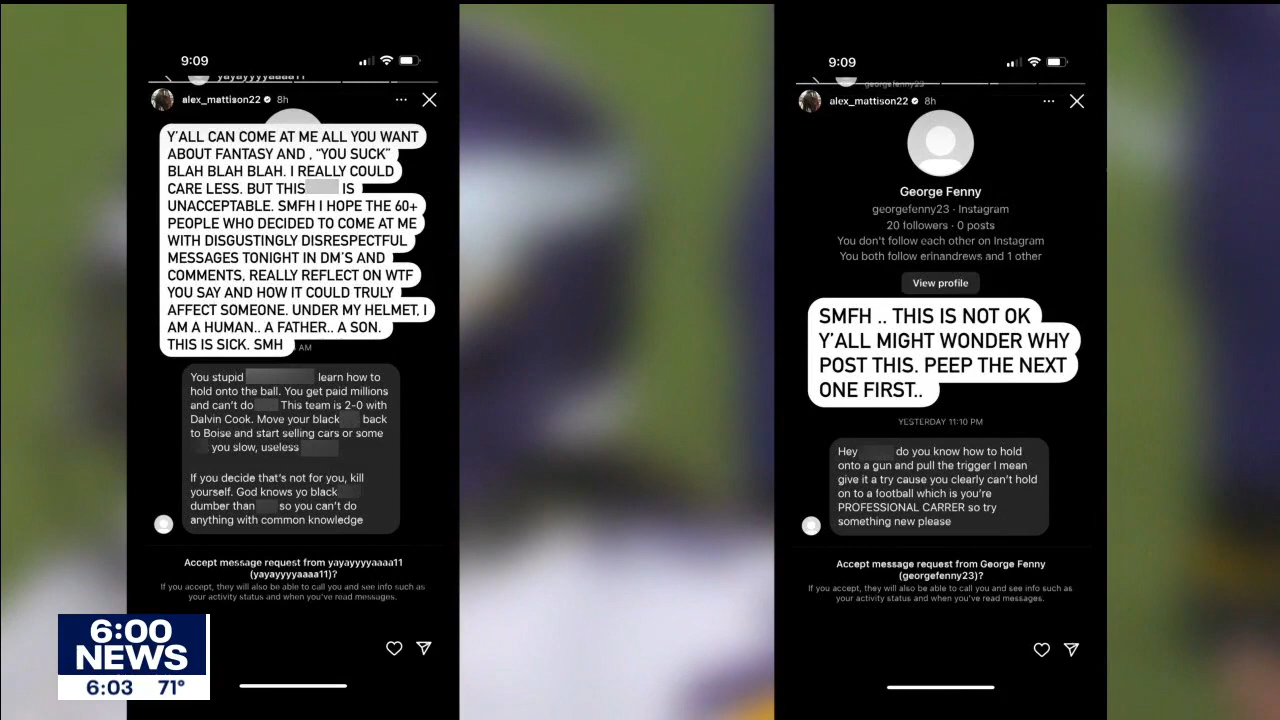 9:09
yayayyyyaaaa11
alex_mattison22 8h
Y'ALL CAN COME AT ME ALL YOU WANT
ABOUT FANTASY AND , "YOU SUCK"
BLAH BLAH BLAH. I REALLY COULD
CARE LESS. BUT THIS IS
UNACCEPTABLE. SMFH I HOPE THE 60+
PEOPLE WHO DECIDED TO COME AT ME
WITH DISGUSTINGLY DISRESPECTFUL
MESSAGES TONIGHT IN DM'S AND
COMMENTS, REALLY REFLECT ON WTF
YOU SAY AND HOW IT COULD TRULY
AFFECT SOMEONE. UNDER MY HELMET, I
AM A HUMAN.. A FATHER.. A SON.
THIS IS SICK. SMH
AM
You stupid learn how to
hold onto the ball. You get paid millions
and can't do This team is 2-0 with
Dalvin Cook. Move your black back
to Boise and start selling cars or some
you slow, useless
If you decide that's not for you, kill
yourself. God knows yo black
dumber than so you can't do
anything with common knowledge
Accept message request from yayayyyyaaaa11
(yayayyyyaaaa11)?
If you accept, they will also be able to call you and see info such as
your activity status and when you've read messages.
9:09
georgefenny23
alex_mattison22 8h
George Fenny
georgefenny23 · Instagram
20 followers · 0 posts
You don't follow each other on Instagram
You both follow erinandrews and 1 other
View profile
SMFH .. THIS IS NOT OK
Y'ALL MIGHT WONDER WHY
POST THIS. PEEP THE NEXT
ONE FIRST..
YESTERDAY 11:10 PM
Hey do you know how to hold
onto a gun and pull the trigger I mean
give it a try cause you clearly can't hold
on to a football which is you're
PROFESSIONAL CARRER so try
something new please
Accept message request from George Fenny
(georgefenny23)?
If you accept, they will also be able to call you and see info such as
your activity status and when you've read messages.
6:00
NEWS
6:03 71°